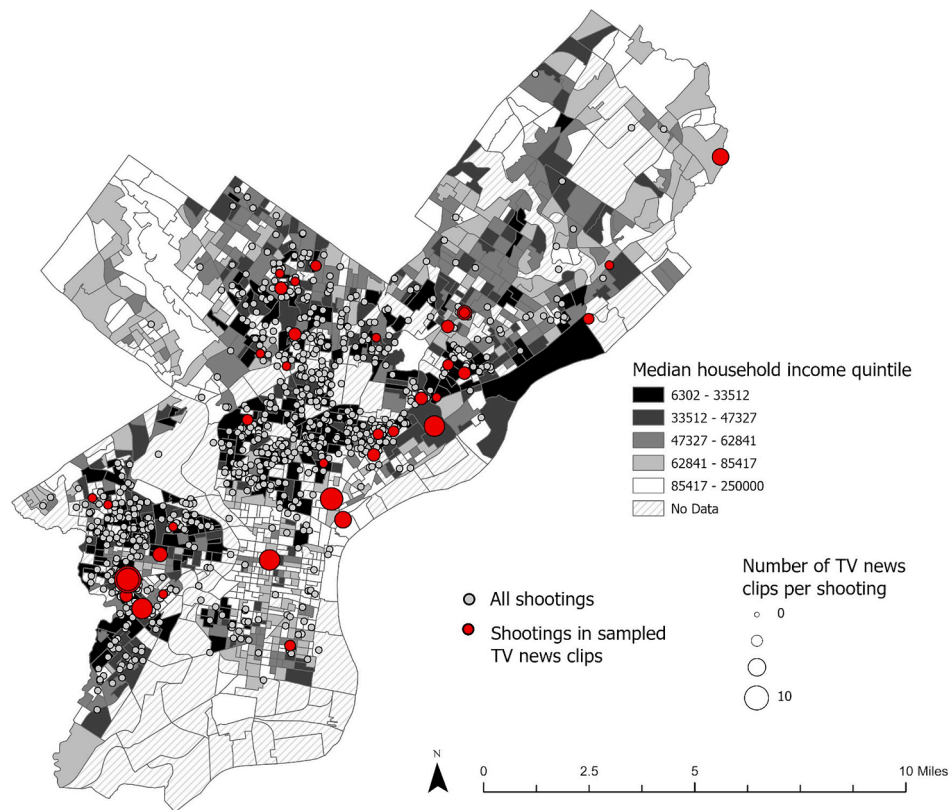 Median household income quintile
6302 - 33512
33512 - 47327
47327 - 62841
62841 - 85417
85417 - 250000
No Data
Number of TV news
clips per shooting
0
10
All shootings
Shootings in sampled
TV news clips
N
0 2.5 5 10 Miles